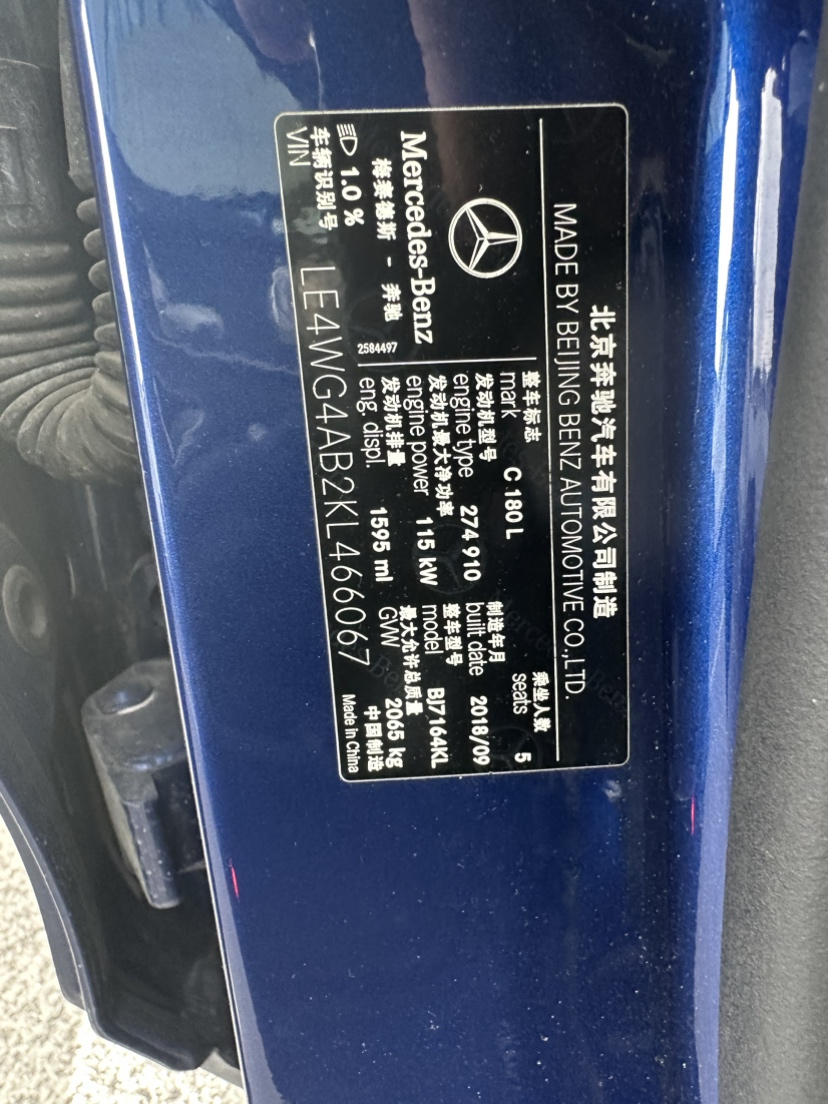 北京奔驰汽车有限公司制造
MADE BY BEIJING BENZ AUTOMOTIVE CO.,LTD.
Mercedes-Benz
梅赛德斯 - 奔驰
2584497
整车标志
mark C 180 L
乘坐人数
seats 5
发动机型号
engine type 274 910
制造年月
built date 2018/09
发动机最大净功率
engine power 115 kW
整车型号
model BJ7164KL
发动机排量
eng. displ. 1595 ml
最大允许总质量
GVW 2065 kg
1.0 %
车辆识别号
VIN LE4WG4AB2KL466067
中国制造
Made in China